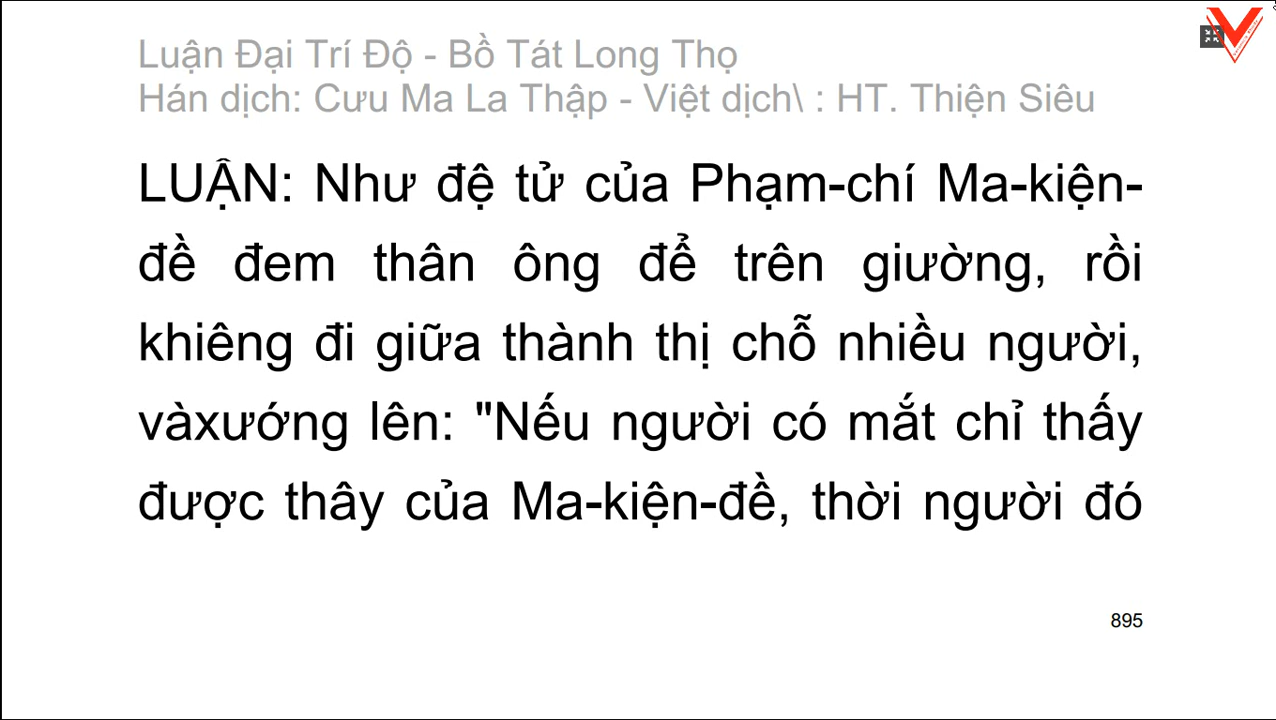 Luận Đại Trí Độ - Bồ Tát Long Thọ
Hán dịch: Cưu Ma La Thập - Việt dịch\ : HT. Thiện Siêu
LUẬN: Như đệ tử của Phạm-chí Ma-kiện-
đề đem thân ông để trên giường, rồi
khiêng đi giữa thành thị chỗ nhiều người,
vàxướng lên: "Nếu người có mắt chỉ thấy
được thây của Ma-kiện-đề, thời người đó
895